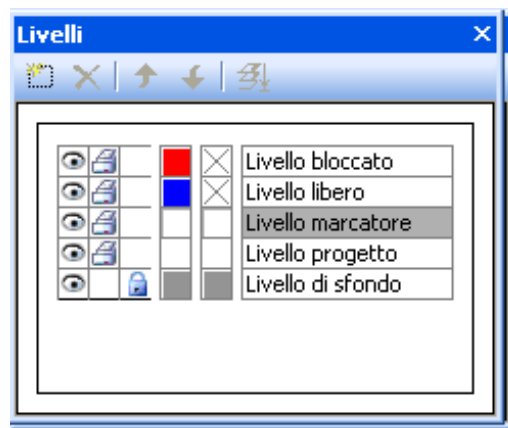 Livelli
Livello bloccato
Livello libero
Livello marcatore
Livello progetto
Livello di sfondo